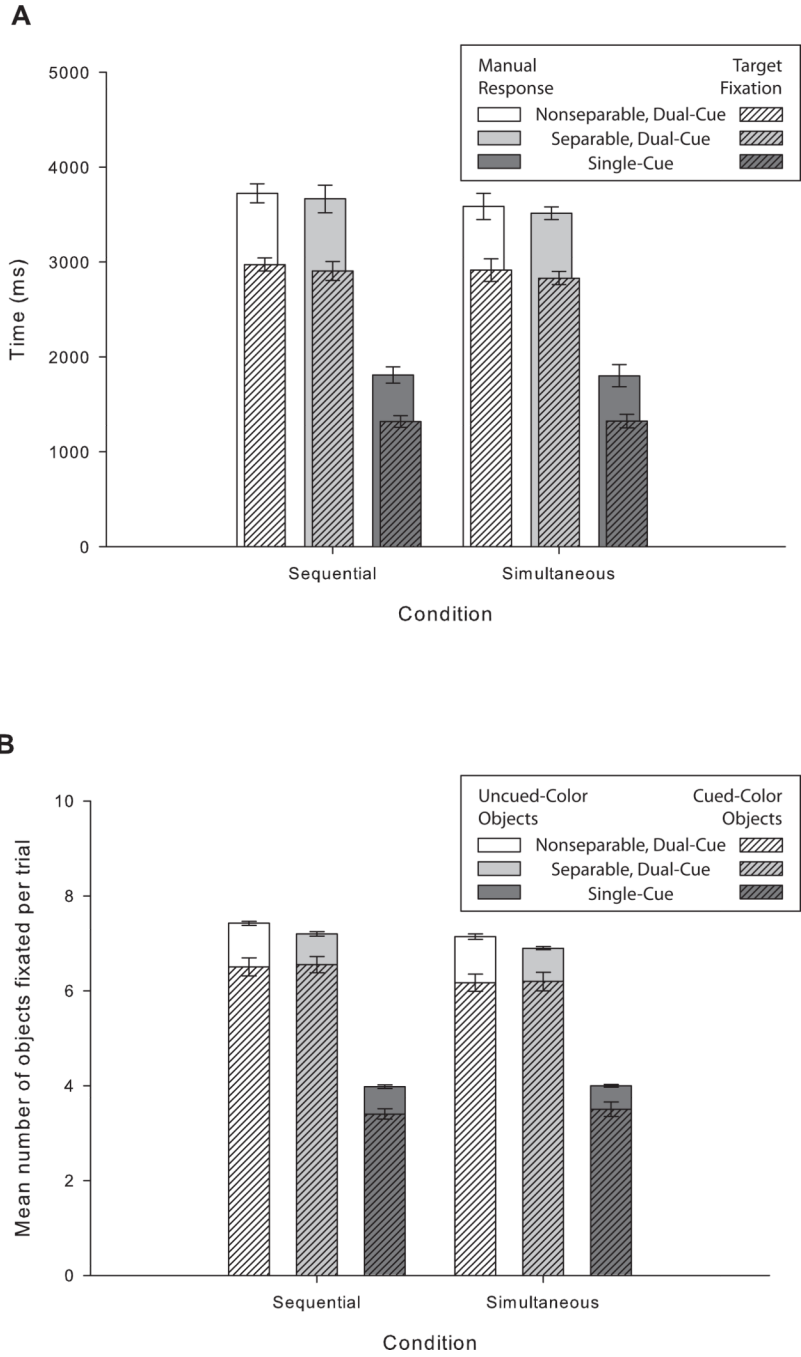 A
Manual Target
Response Fixation
Nonseparable, Dual-Cue
Separable, Dual-Cue
Single-Cue
5000
4000
3000
2000
1000
0
Time (ms)
Sequential Simultaneous
Condition
B
Uncued-Color Cued-Color
Objects Objects
Nonseparable, Dual-Cue
Separable, Dual-Cue
Single-Cue
10
8
6
4
2
0
Mean number of objects fixated per trial
Sequential Simultaneous
Condition